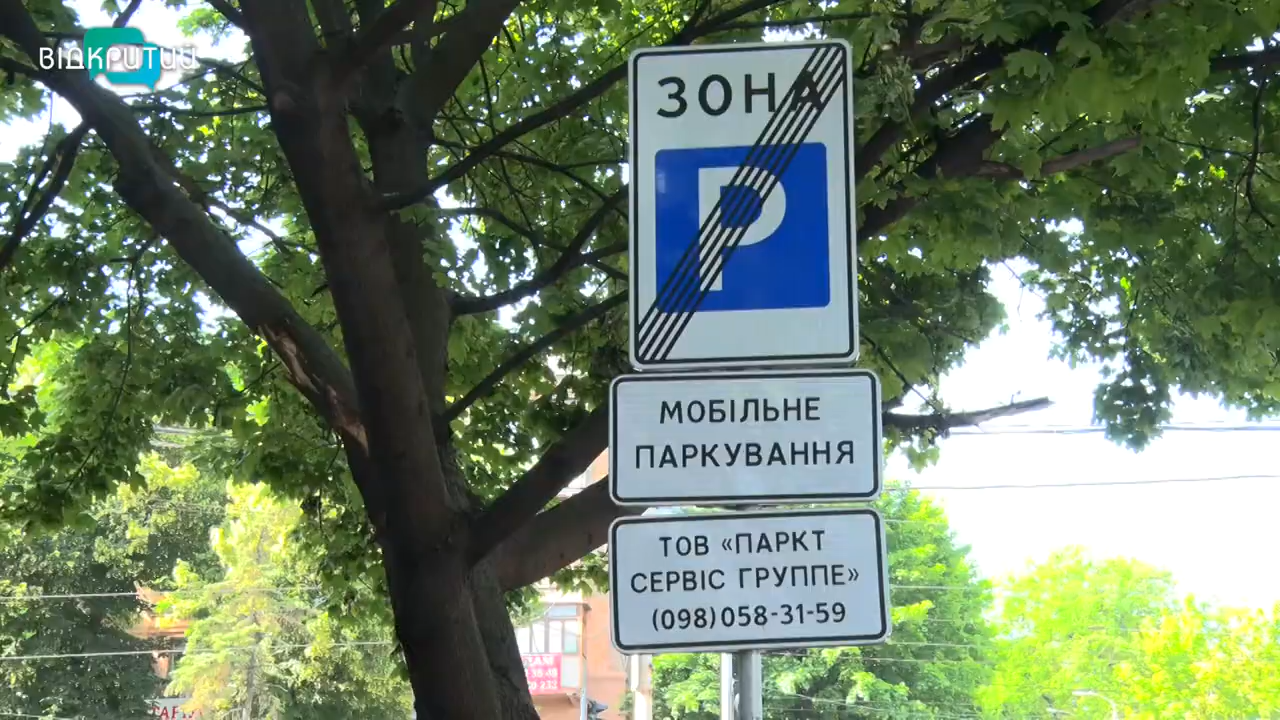 ВІДКРИТИЙ
ЗОНА
P
МОБІЛЬНЕ
ПАРКУВАННЯ
ТОВ «ПАРКТ
СЕРВІС ГРУППЕ»
(098)058-31-59